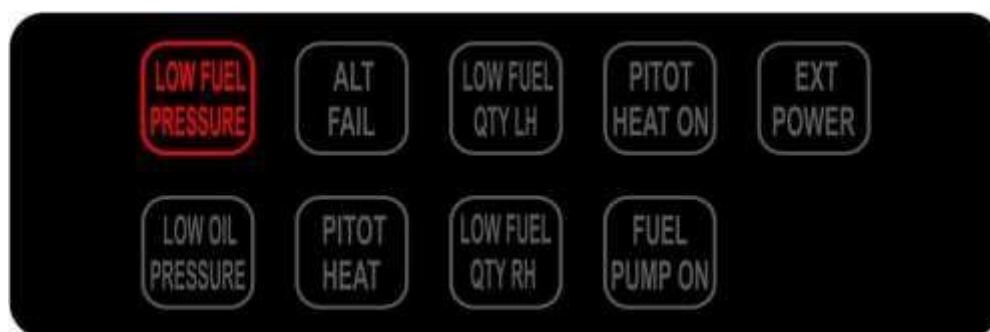 LOW FUEL
PRESSURE
ALT
FAIL
LOW FUEL
QTY LH
PITOT
HEAT ON
EXT
POWER
LOW OIL
PRESSURE
PITOT
HEAT
LOW FUEL
QTY RH
FUEL
PUMP ON